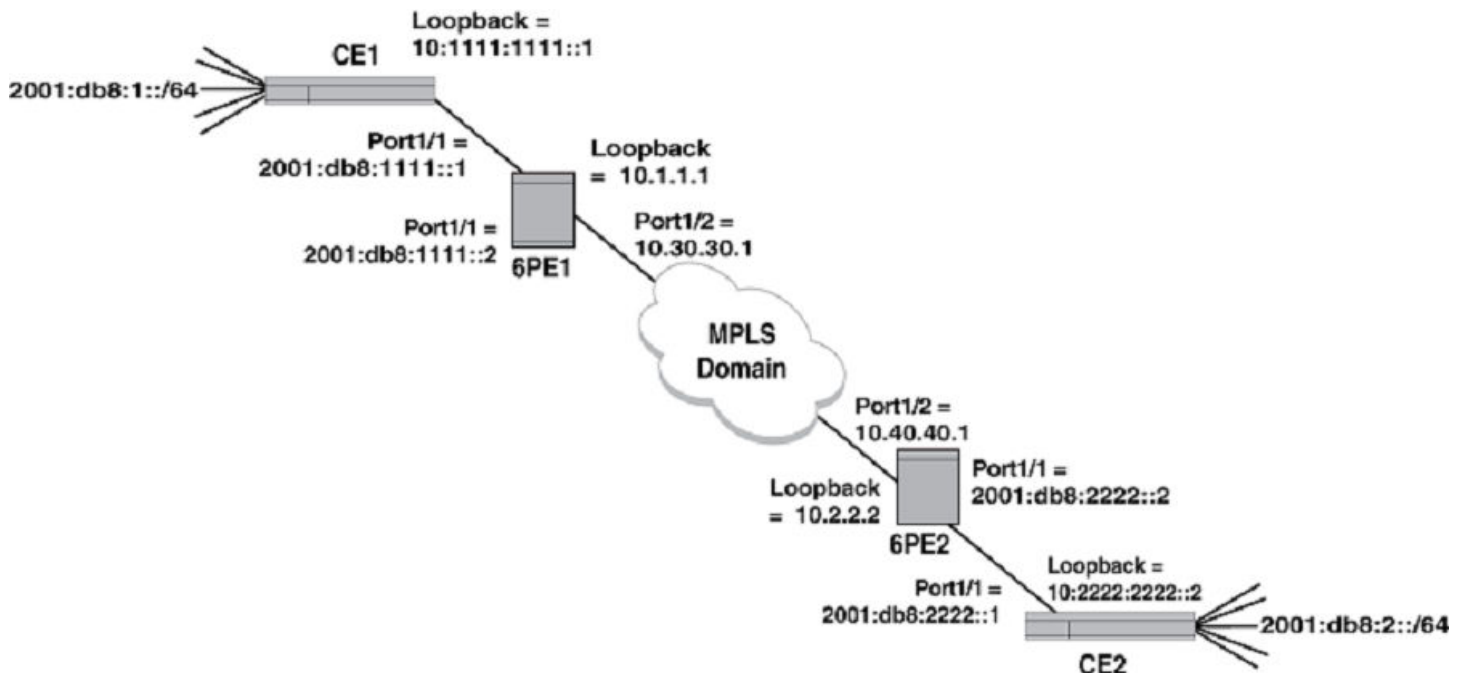 Loopback =
10:1111:1111::1
CE1
2001:db8:1::/64
Port1/1 =
2001:db8:1111::1
Loopback
= 10.1.1.1
Port1/1 =
2001:db8:1111::2
6PE1
Port1/2 =
10.30.30.1
MPLS
Domain
Port1/2 =
10.40.40.1
Loopback
= 10.2.2.2
Port1/1 =
2001:db8:2222::2
6PE2
Port1/1 =
2001:db8:2222::1
Loopback =
10:2222:2222::2
2001:db8:2::/64
CE2